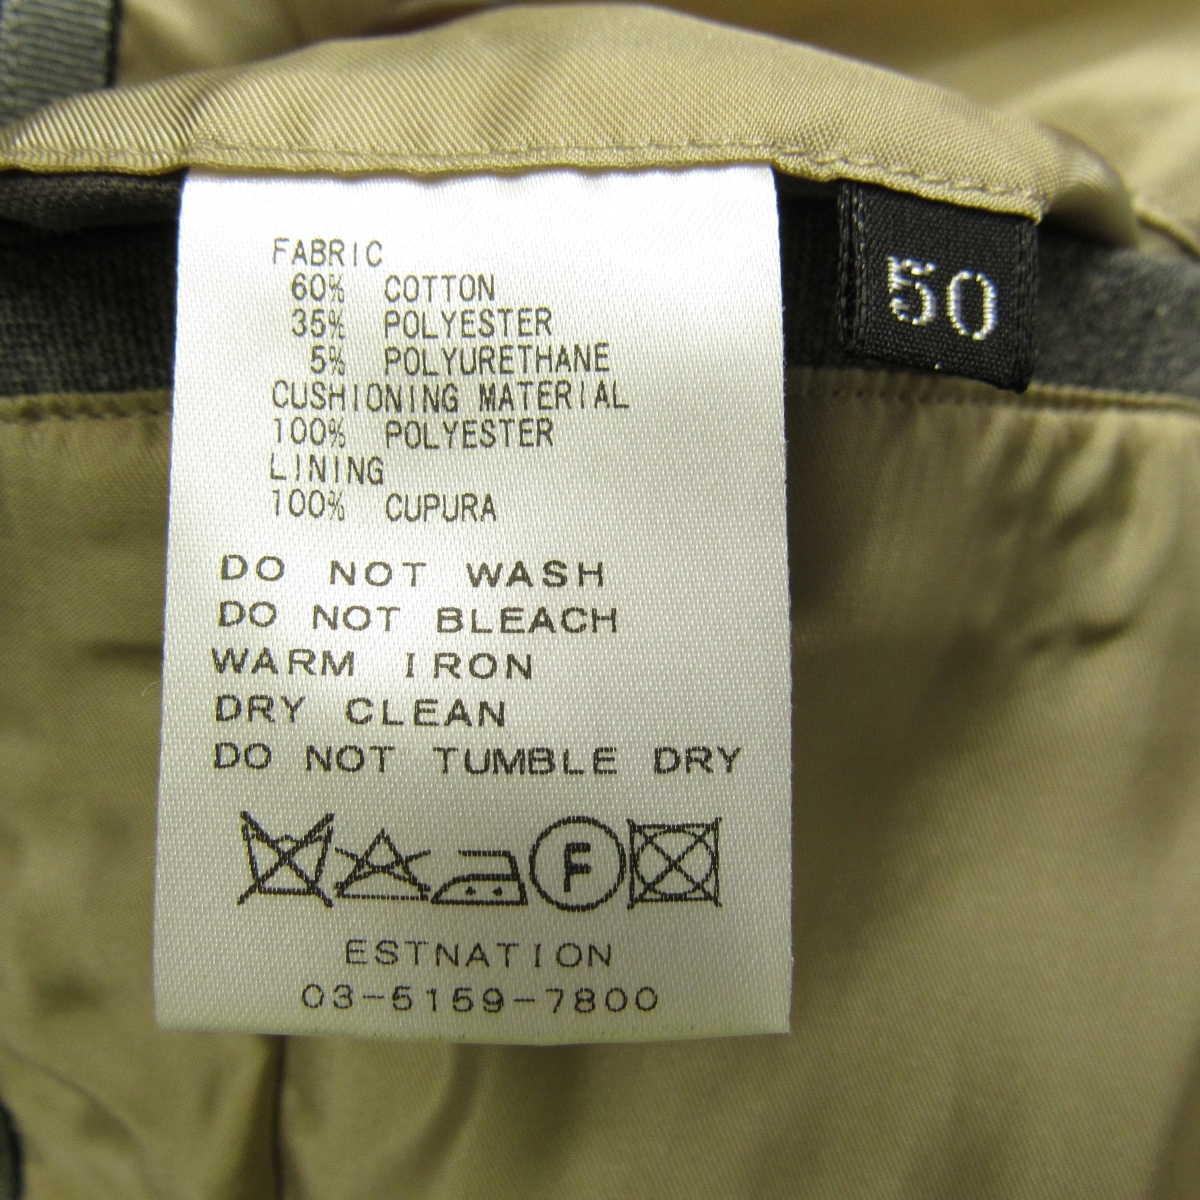 FABRIC
60% COTTON
35% POLYESTER
5% POLYURETHANE
CUSHIONING MATERIAL
100% POLYESTER
LINING
100% CUPURA
DO NOT WASH
DO NOT BLEACH
WARM IRON
DRY CLEAN
DO NOT TUMBLE DRY
F
ESTNATION
03-5159-7800
50